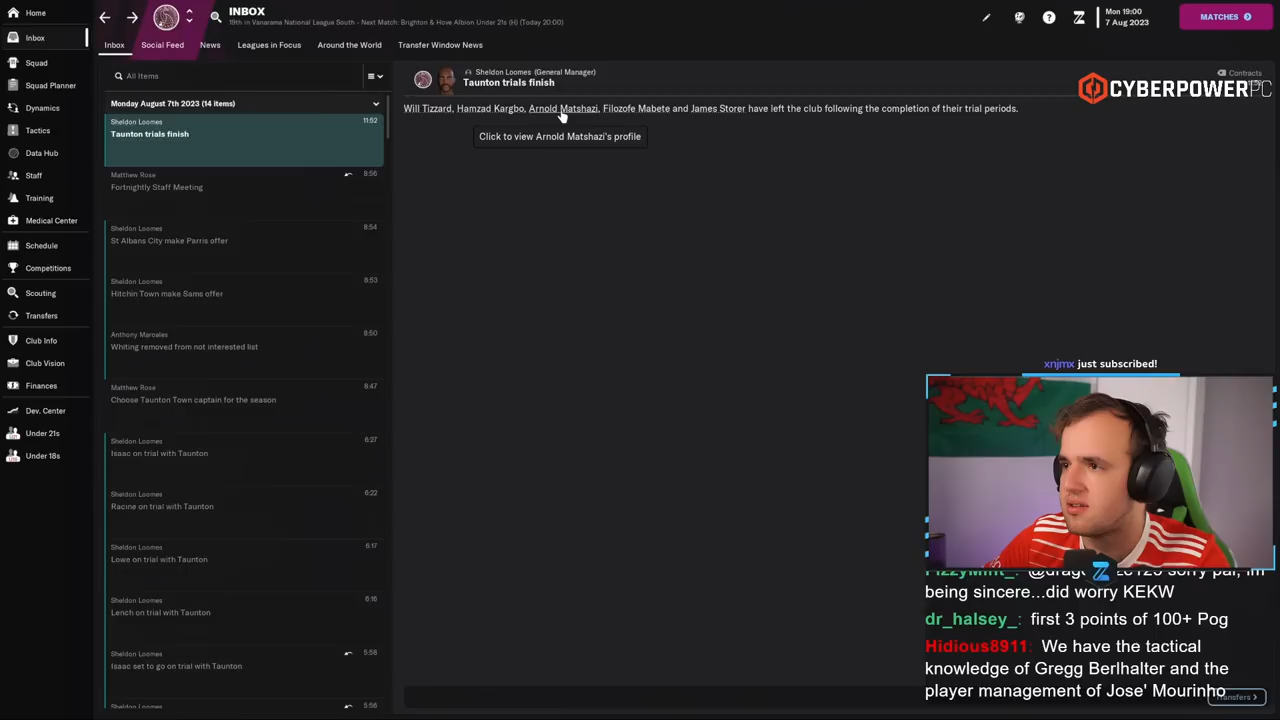 Home
Inbox
Squad
Squad Planner
Dynamics
Tactics
Data Hub
Staff
Training
Medical Center
Schedule
Competitions
Scouting
Transfers
Club Info
Club Vision
Finances
Dev. Center
Under 21s
Under 18s
INBOX
19th in Vanarama National League South - Next Match: Brighton & Hove Albion Under 21s (H) (Today 20:00)
Mon 19:00
7 Aug 2023
MATCHES
Inbox
Social Feed
News
Leagues in Focus
Around the World
Transfer Window News
All Items
Monday August 7th 2023 (14 items)
Sheldon Loomes 11:52
Taunton trials finish
Matthew Rose 8:56
Fortnightly Staff Meeting
Sheldon Loomes 8:54
St Albans City make Parris offer
Sheldon Loomes 8:53
Hitchin Town make Sams offer
Anthony Maroales 8:50
Whiting removed from not interested list
Matthew Rose 8:47
Choose Taunton Town captain for the season
Sheldon Loomes 6:27
Isaac on trial with Taunton
Sheldon Loomes 6:22
Racine on trial with Taunton
Sheldon Loomes 6:17
Lowe on trial with Taunton
Sheldon Loomes 6:16
Lench on trial with Taunton
Sheldon Loomes 5:58
Isaac set to go on trial with Taunton
Sheldon Loomes 5:56
Sheldon Loomes (General Manager)
Taunton trials finish
Contracts
CYBERPOWERPC
Will Tizzard, Hamzad Kargbo, Arnold Matshazi, Filozofe Mabete and James Storer have left the club following the completion of their trial periods.
Click to view Arnold Matshazi's profile
xnjmx just subscribed!
being sincere...did worry KEKW
dr_halsey_: first 3 points of 100+ Pog
Hidious8911: We have the tactical
knowledge of Gregg Berlhalter and the
player management of Jose' Mourinho
Transfers